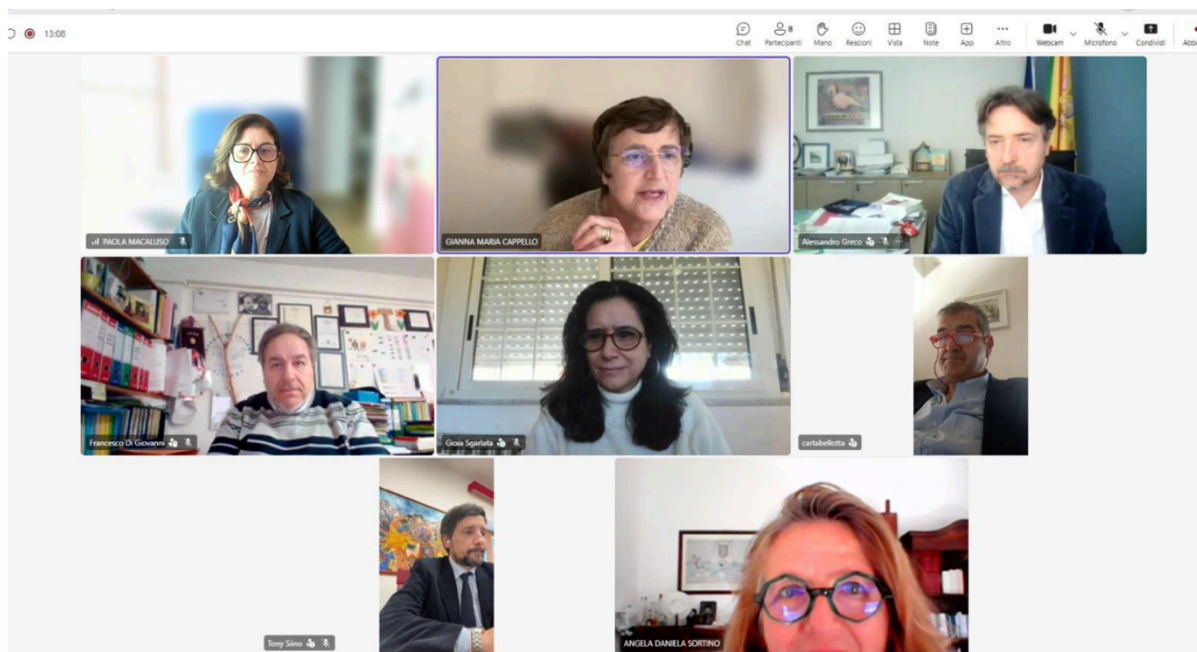 13:08
8
Chat Partecipanti Mano Reazioni Vista Note App Altro Webcam Microfono Condividi
PAOLA MACALUSO
GIANNA MARIA CAPPELLO
Alessandro Greco
Francesco Di Giovanni
Gioia Sgarlata
cartabellotta
Tony Siino
ANGELA DANIELA SORTINO